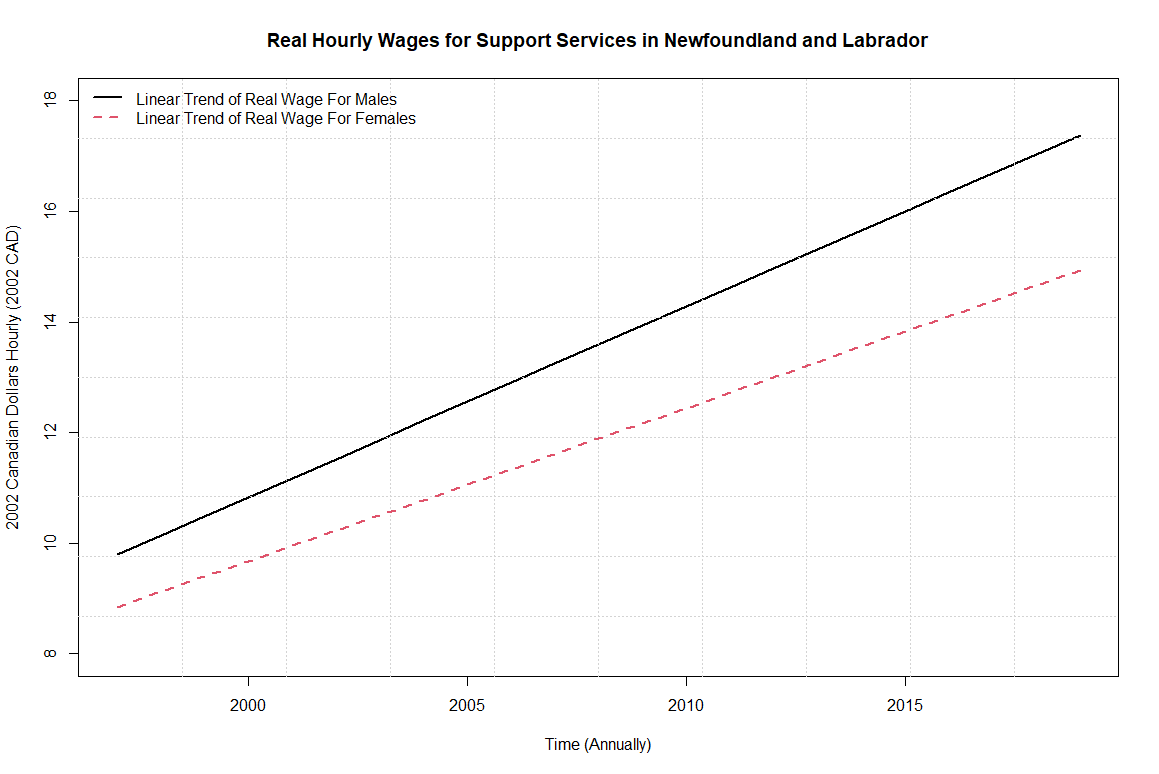 Real Hourly Wages for Support Services in Newfoundland and Labrador
Linear Trend of Real Wage For Males
Linear Trend of Real Wage For Females
2002 Canadian Dollars Hourly (2002 CAD)
18
16
14
12
10
8
2000
2005
2010
2015
Time (Annually)